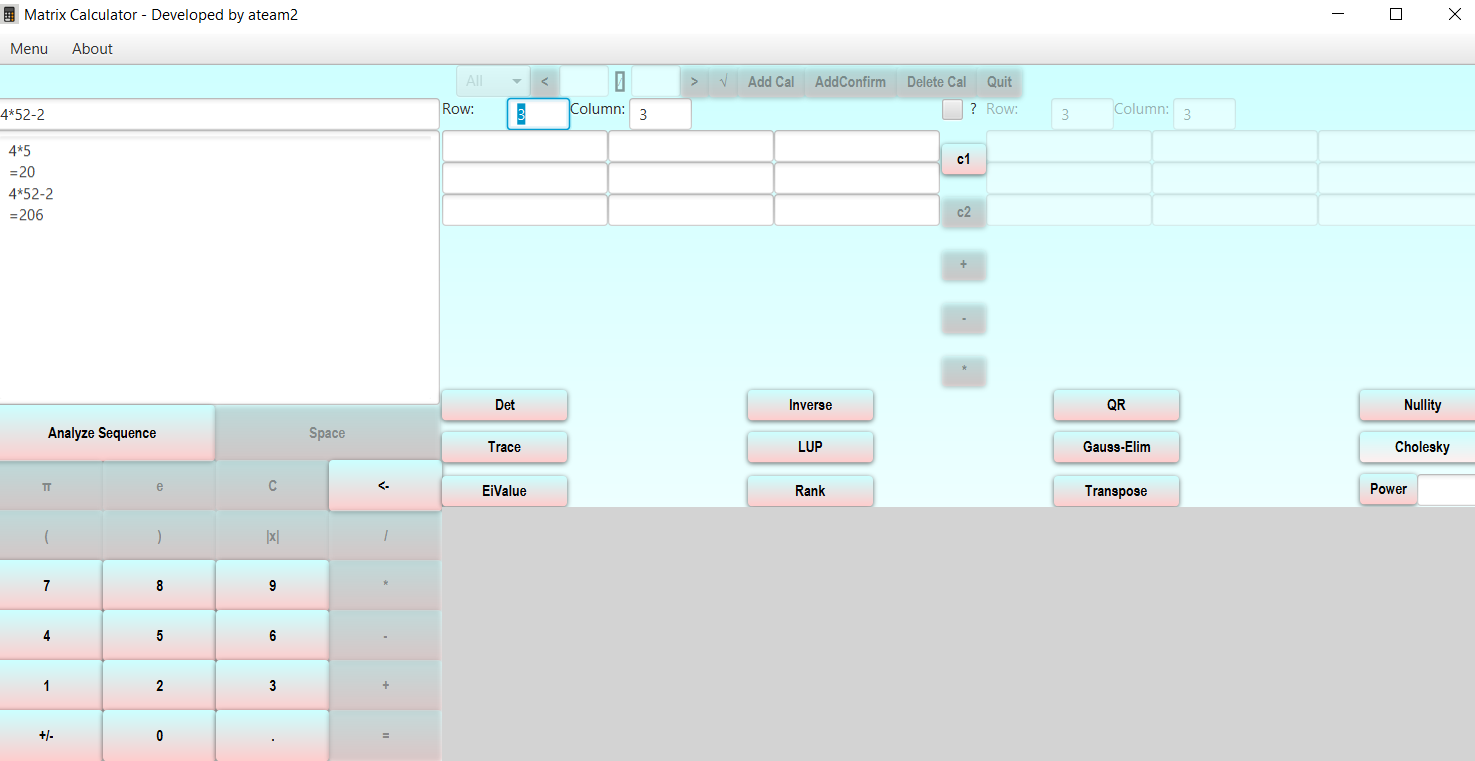 Matrix Calculator - Developed by ateam2
Menu About
All < > √ Add Cal AddConfirm Delete Cal Quit
4*52-2
Row: 3 Column: 3 ? Row: 3 Column: 3
4*5
=20
4*52-2
=206
c1
c2
+
-
*
Det Inverse QR Nullity
Analyze Sequence Space
Trace LUP Gauss-Elim Cholesky
π e C <-
EiValue Rank Transpose Power
( ) |x| /
7 8 9 *
4 5 6 -
1 2 3 +
+/- 0 . =